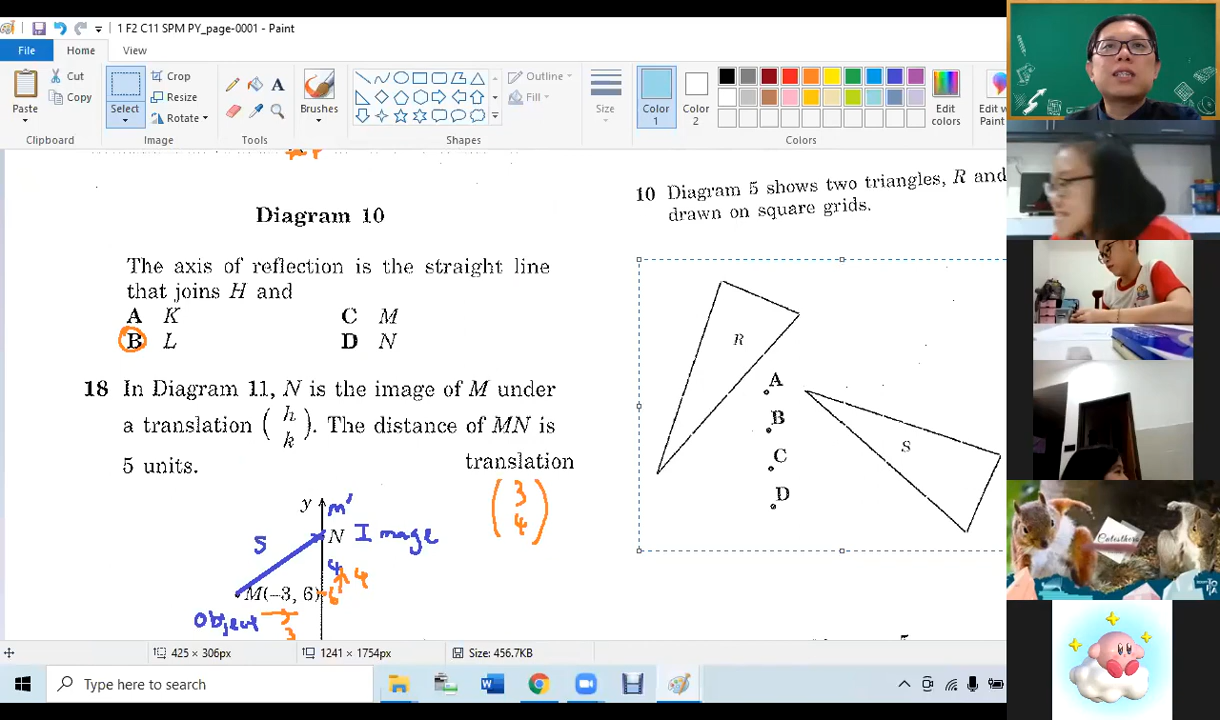 1 F2 C11 SPM PY_page-0001 - Paint
File Home View
Paste
Cut
Copy
Clipboard
Select
Crop
Resize
Rotate
Image
Tools
Brushes
Shapes
Outline
Fill
Size
Color 1
Color 2
Edit colors
Colors
Diagram 10
The axis of reflection is the straight line
that joins H and
A K C M
B L D N
18 In Diagram 11, N is the image of M under
a translation (h k). The distance of MN is
5 units.
translation
(3 4)
y m'
N Image
5
4
4
M(-3, 6) 6
Object
3
3
10 Diagram 5 shows two triangles, R and
drawn on square grids.
R
A
B
C
D
S
425 × 306px
1241 × 1754px
Size: 456.7KB
Type here to search